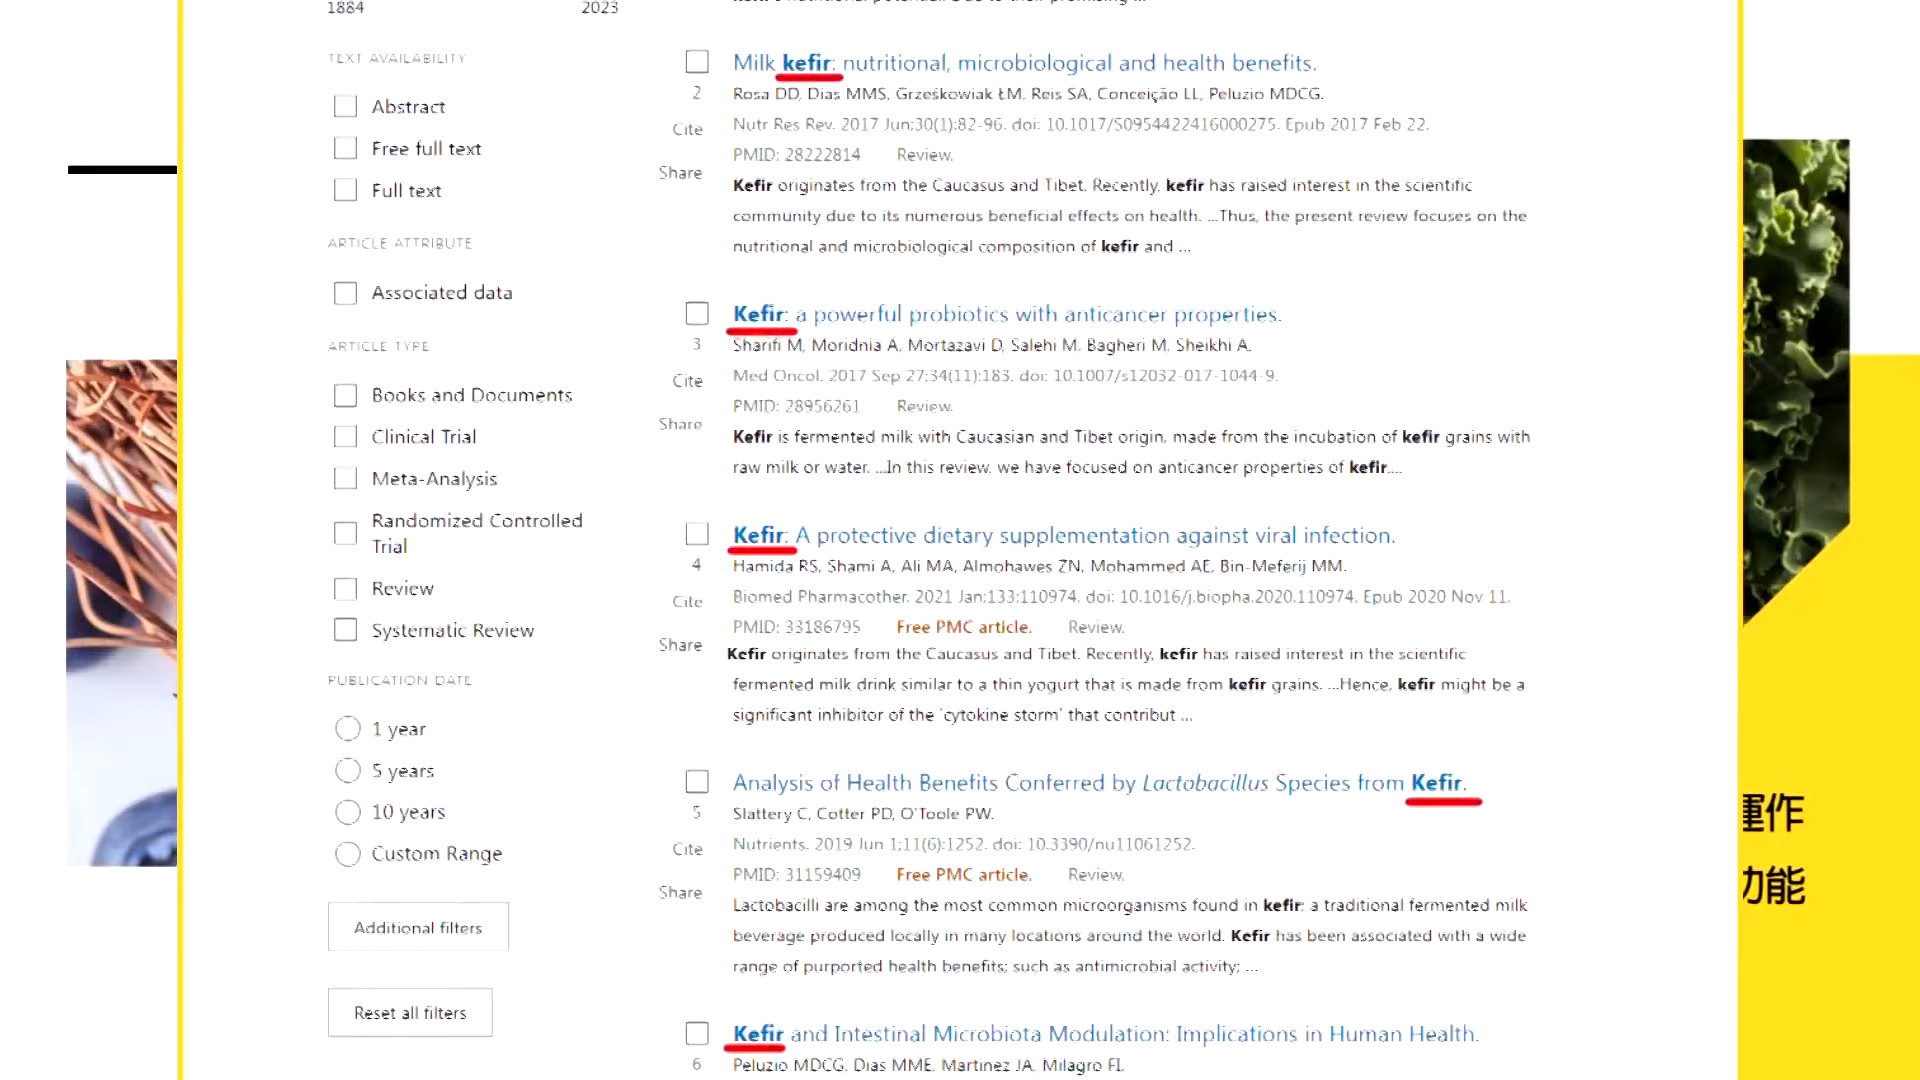 1884 2023
TEXT AVAILABILITY
Abstract
Free full text
Full text
ARTICLE ATTRIBUTE
Associated data
ARTICLE TYPE
Books and Documents
Clinical Trial
Meta-Analysis
Randomized Controlled
Trial
Review
Systematic Review
PUBLICATION DATE
1 year
5 years
10 years
Custom Range
Additional filters
Reset all filters
Milk kefir: nutritional, microbiological and health benefits.
2
Cite
Share
Rosa DD, Dias MMS, Grześkowiak ŁM, Reis SA, Conceição LL, Peluzio MDCG.
Nutr Res Rev. 2017 Jun;30(1):82-96. doi: 10.1017/S0954422416000275. Epub 2017 Feb 22.
PMID: 28222814 Review.
Kefir originates from the Caucasus and Tibet. Recently, kefir has raised interest in the scientific
community due to its numerous beneficial effects on health. ...Thus, the present review focuses on the
nutritional and microbiological composition of kefir and ...
Kefir: a powerful probiotics with anticancer properties.
3
Cite
Share
Sharifi M, Moridnia A, Mortazavi D, Salehi M, Bagheri M, Sheikhi A.
Med Oncol. 2017 Sep 27;34(11):183. doi: 10.1007/s12032-017-1044-9.
PMID: 28956261 Review.
Kefir is fermented milk with Caucasian and Tibet origin, made from the incubation of kefir grains with
raw milk or water. ...In this review, we have focused on anticancer properties of kefir....
Kefir: A protective dietary supplementation against viral infection.
4
Cite
Share
Hamida RS, Shami A, Ali MA, Almohawes ZN, Mohammed AE, Bin-Meferij MM.
Biomed Pharmacother. 2021 Jan;133:110974. doi: 10.1016/j.biopha.2020.110974. Epub 2020 Nov 11.
PMID: 33186795 Free PMC article. Review.
Kefir originates from the Caucasus and Tibet. Recently, kefir has raised interest in the scientific
fermented milk drink similar to a thin yogurt that is made from kefir grains. ...Hence, kefir might be a
significant inhibitor of the 'cytokine storm' that contribut ...
Analysis of Health Benefits Conferred by Lactobacillus Species from Kefir.
5
Cite
Share
Slattery C, Cotter PD, O'Toole PW.
Nutrients. 2019 Jun 1;11(6):1252. doi: 10.3390/nu11061252.
PMID: 31159409 Free PMC article. Review.
Lactobacilli are among the most common microorganisms found in kefir; a traditional fermented milk
beverage produced locally in many locations around the world. Kefir has been associated with a wide
range of purported health benefits; such as antimicrobial activity; ...
Kefir and Intestinal Microbiota Modulation: Implications in Human Health.
6
Peluzio MDCG, Dias MME, Martinez JA, Milagro FI.
運作
功能